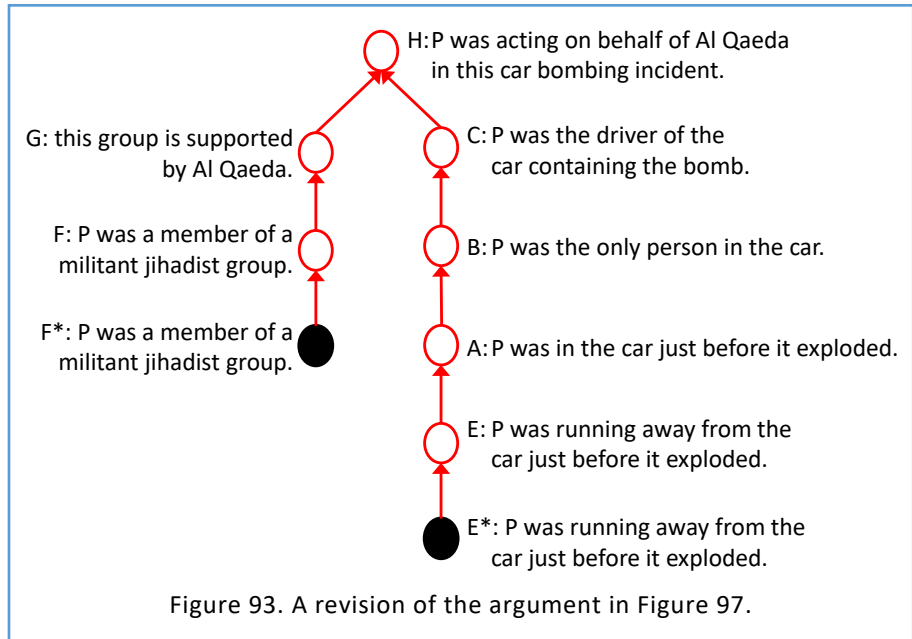 H: P was acting on behalf of Al Qaeda
in this car bombing incident.
G: this group is supported
by Al Qaeda.
C: P was the driver of the
car containing the bomb.
F: P was a member of a
militant jihadist group.
B: P was the only person in the car.
F*: P was a member of a
militant jihadist group.
A: P was in the car just before it exploded.
E: P was running away from the
car just before it exploded.
E*: P was running away from the
car just before it exploded.
Figure 93. A revision of the argument in Figure 97.